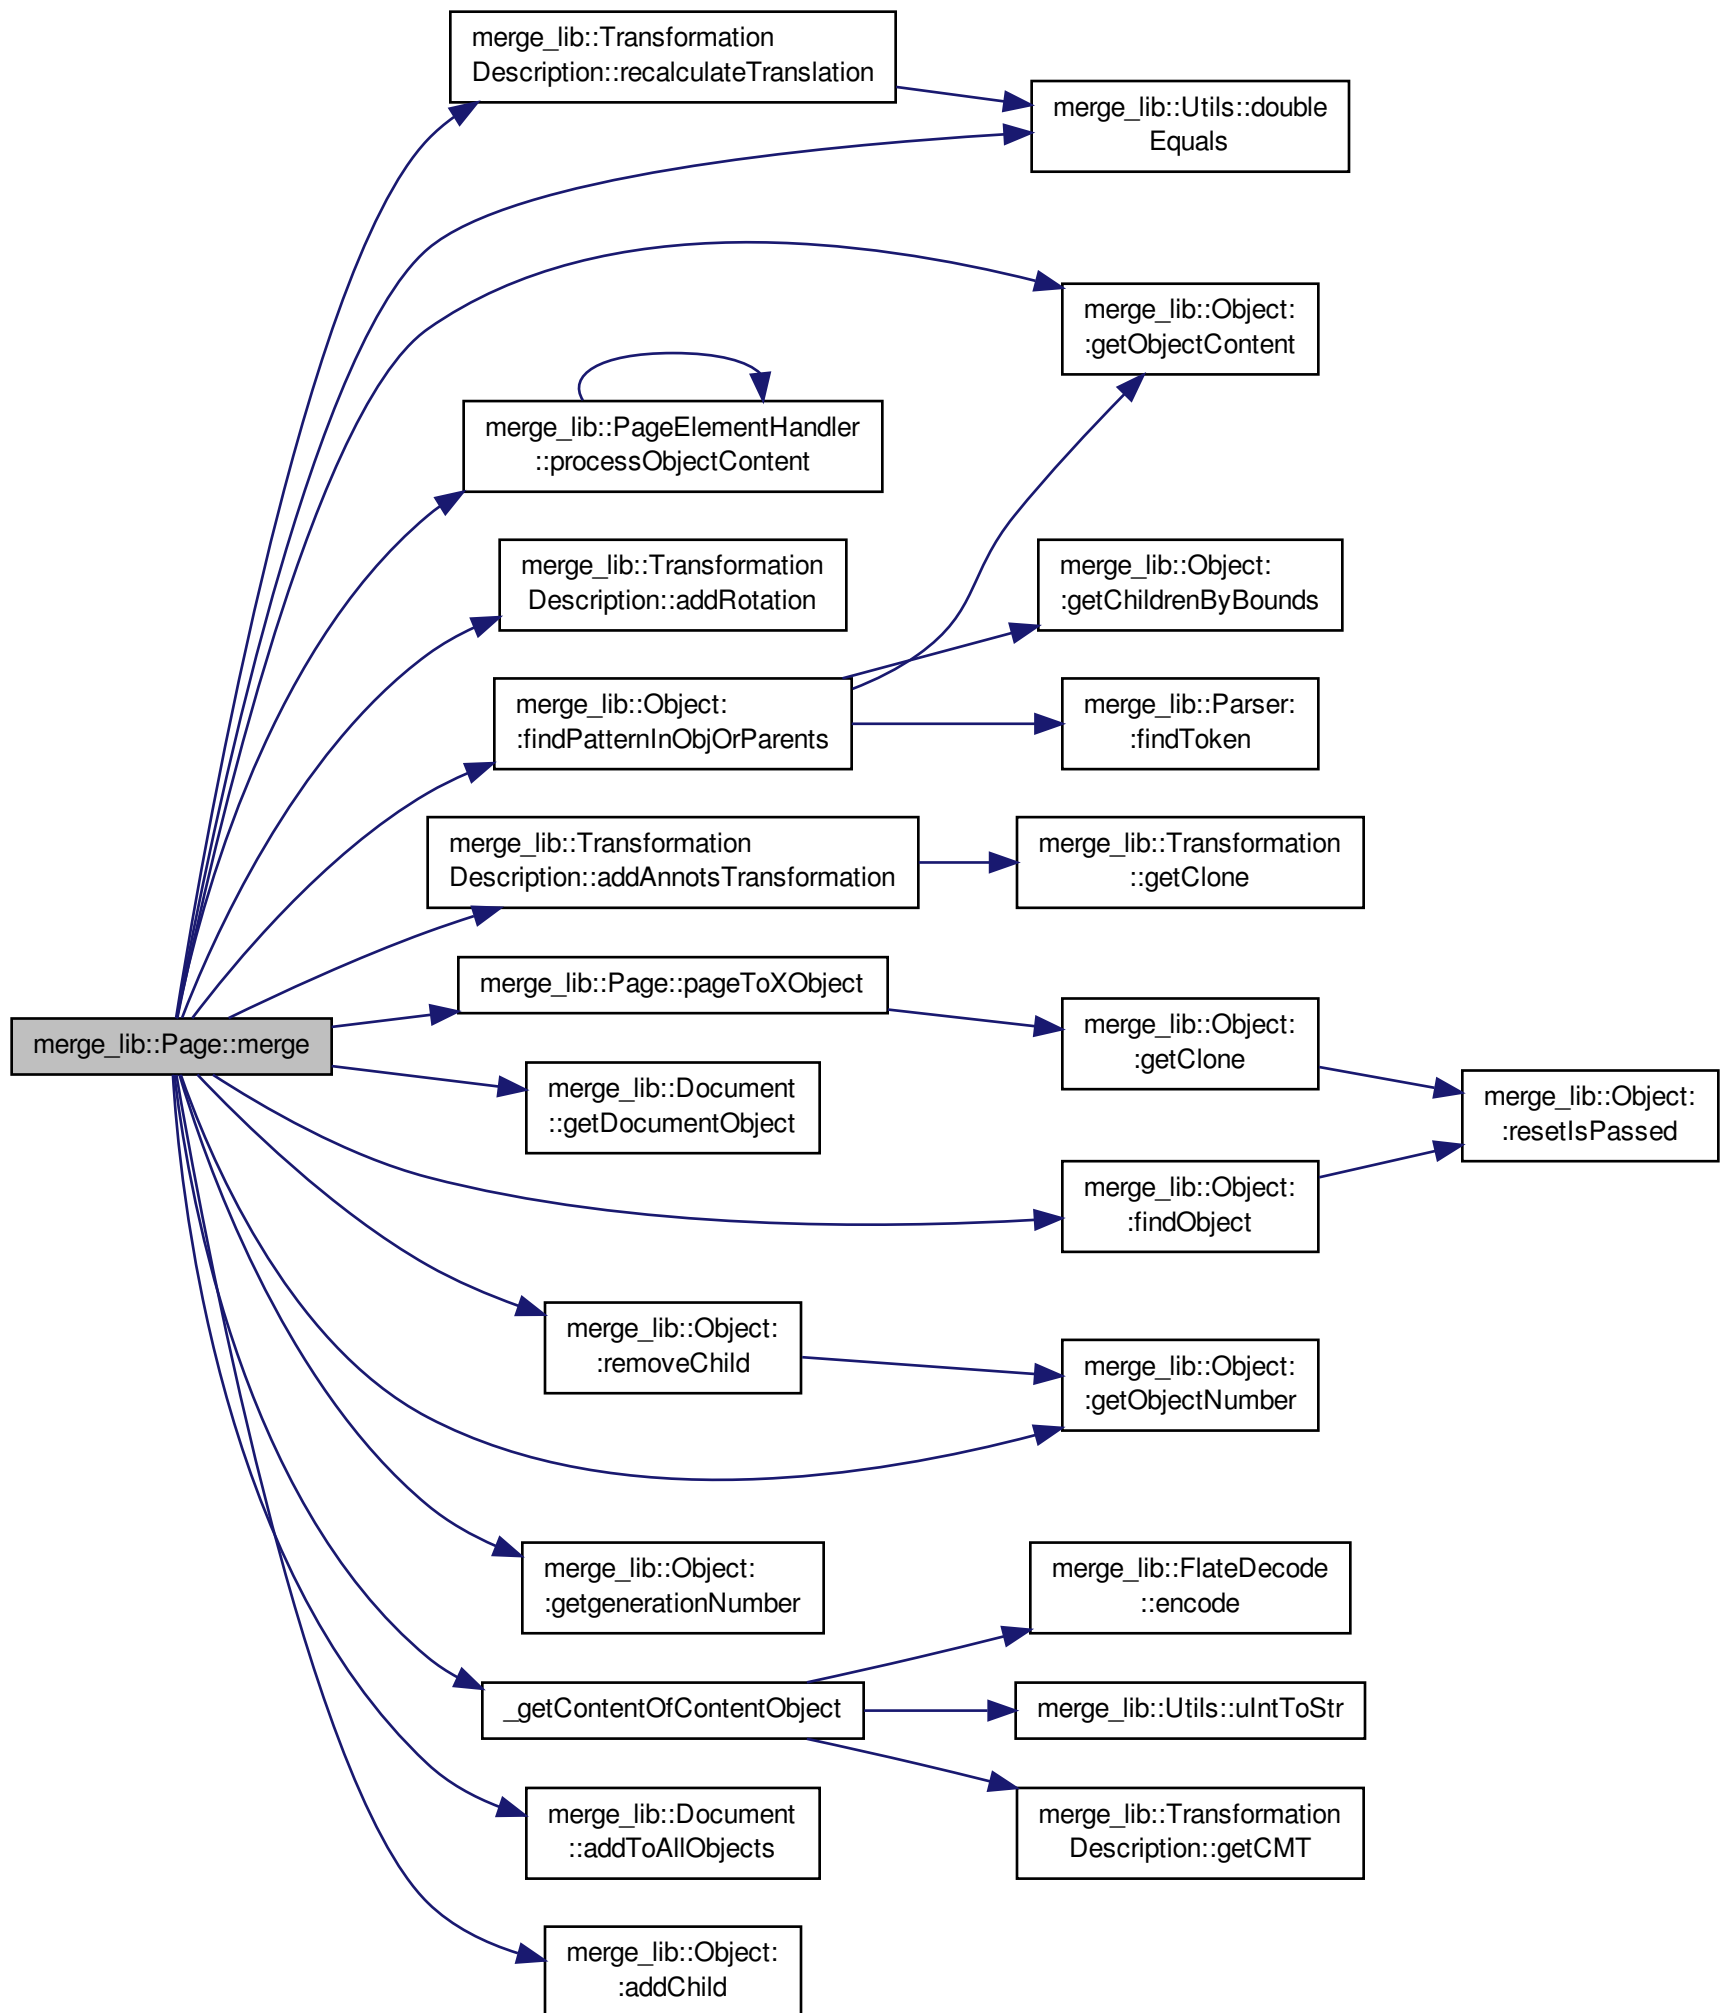 merge_lib::Transformation
Description::recalculateTranslation
merge_lib::Utils::double
Equals
merge_lib::Object:
:getObjectContent
merge_lib::PageElementHandler
::processObjectContent
merge_lib::Transformation
Description::addRotation
merge_lib::Object:
:getChildrenByBounds
merge_lib::Object:
:findPatternInObjOrParents
merge_lib::Parser:
:findToken
merge_lib::Transformation
Description::addAnnotsTransformation
merge_lib::Transformation
::getClone
merge_lib::Page::pageToXObject
merge_lib::Page::merge
merge_lib::Object:
:getClone
merge_lib::Document
::getDocumentObject
merge_lib::Object:
:resetIsPassed
merge_lib::Object:
:findObject
merge_lib::Object:
:removeChild
merge_lib::Object:
:getObjectNumber
merge_lib::Object:
:getgenerationNumber
merge_lib::FlateDecode
::encode
_getContentOfContentObject
merge_lib::Utils::uIntToStr
merge_lib::Document
::addToAllObjects
merge_lib::Transformation
Description::getCMT
merge_lib::Object:
:addChild